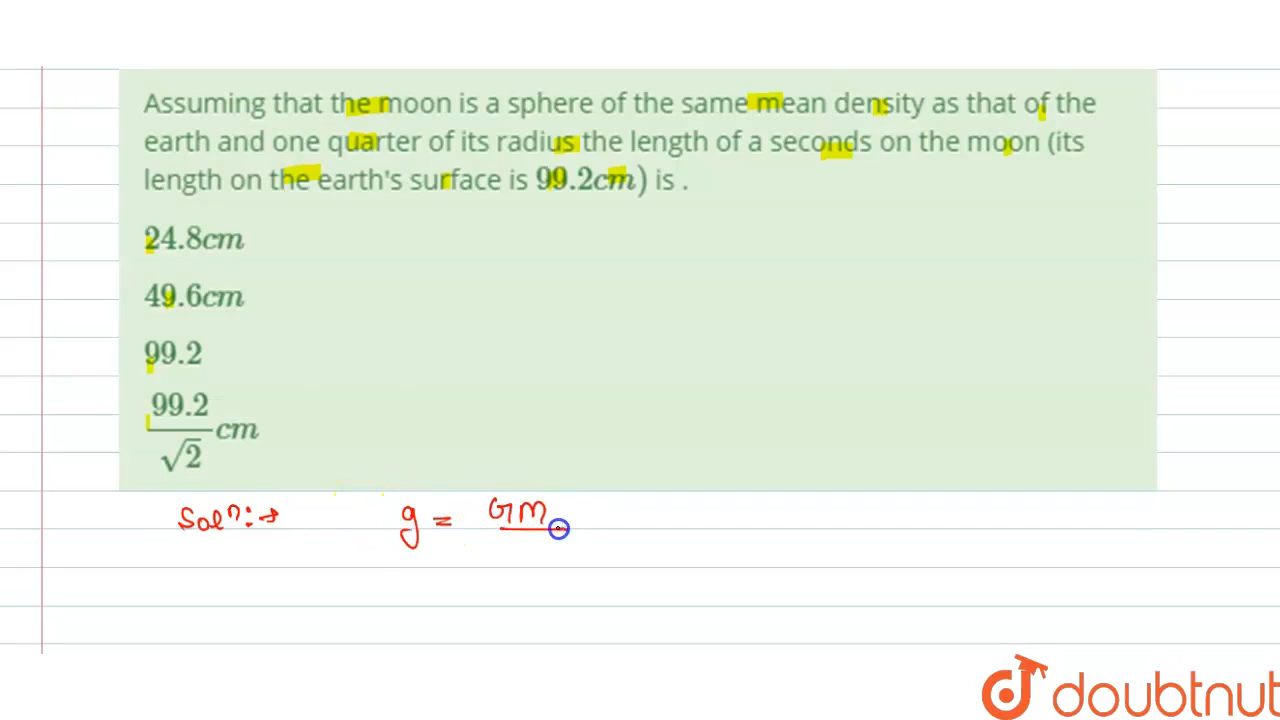 Assuming that the moon is a sphere of the same mean density as that of the
earth and one quarter of its radius the length of a seconds on the moon (its
length on the earth's surface is 99.2cm) is .
24.8cm
49.6cm
99.2
99.2/√2 cm
Solⁿ:→ g = GM
doubtnut